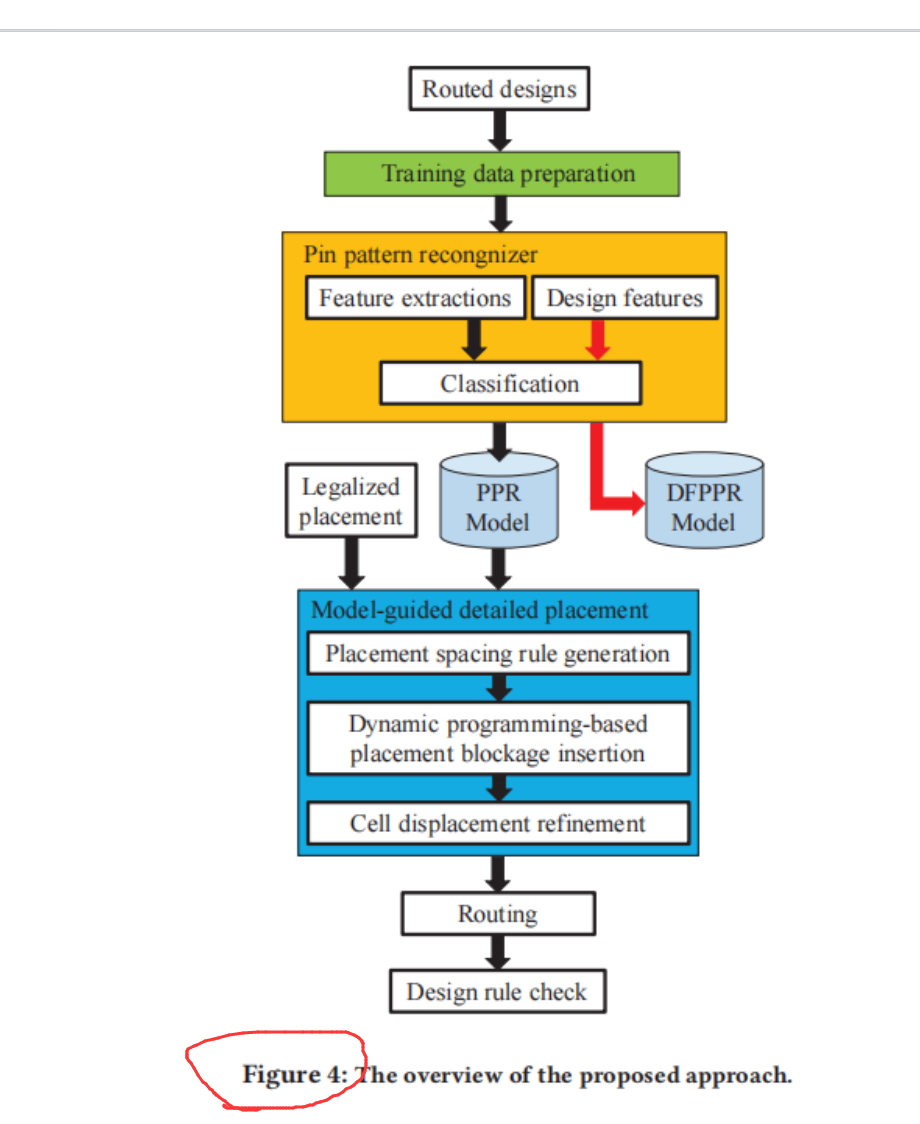 Routed designs
Training data preparation
Pin pattern recongnizer
Feature extractions
Design features
Classification
Legalized
placement
PPR
Model
DFPPR
Model
Model-guided detailed placement
Placement spacing rule generation
Dynamic programming-based
placement blockage insertion
Cell displacement refinement
Routing
Design rule check
Figure 4: The overview of the proposed approach.